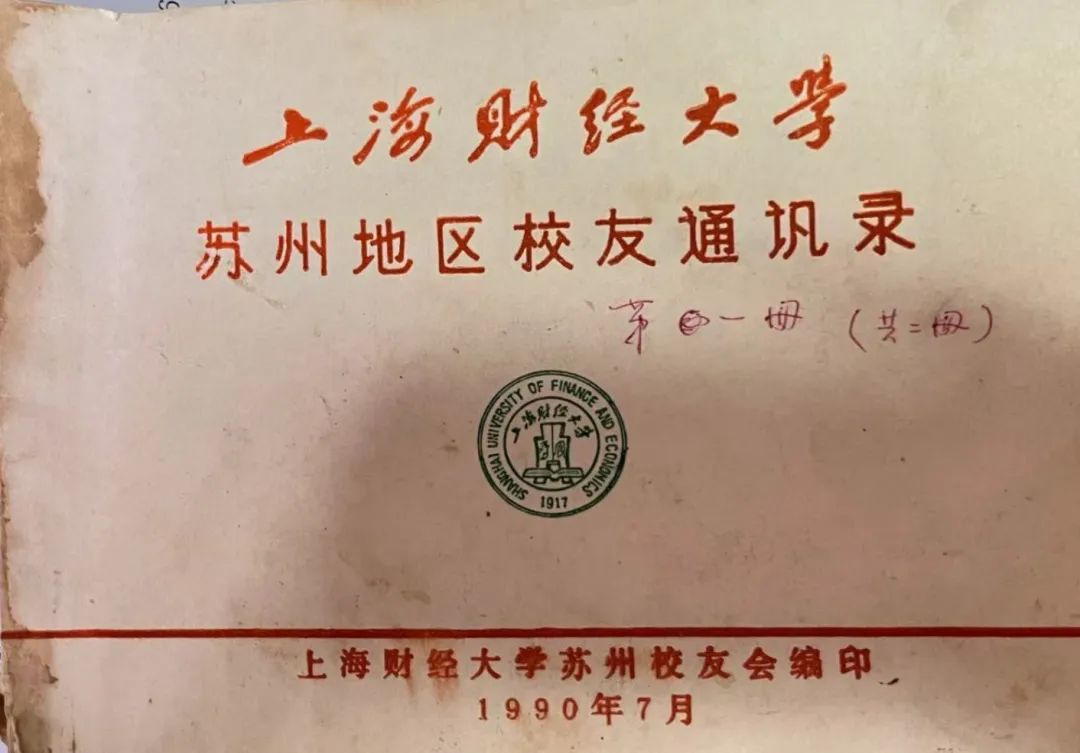 上海财经大学
苏州地区校友通讯录
第一册（共二册）
SHANGHAI UNIVERSITY OF FINANCE AND ECONOMICS
上海财经大学
1917
上海财经大学苏州校友会编印
1990年7月